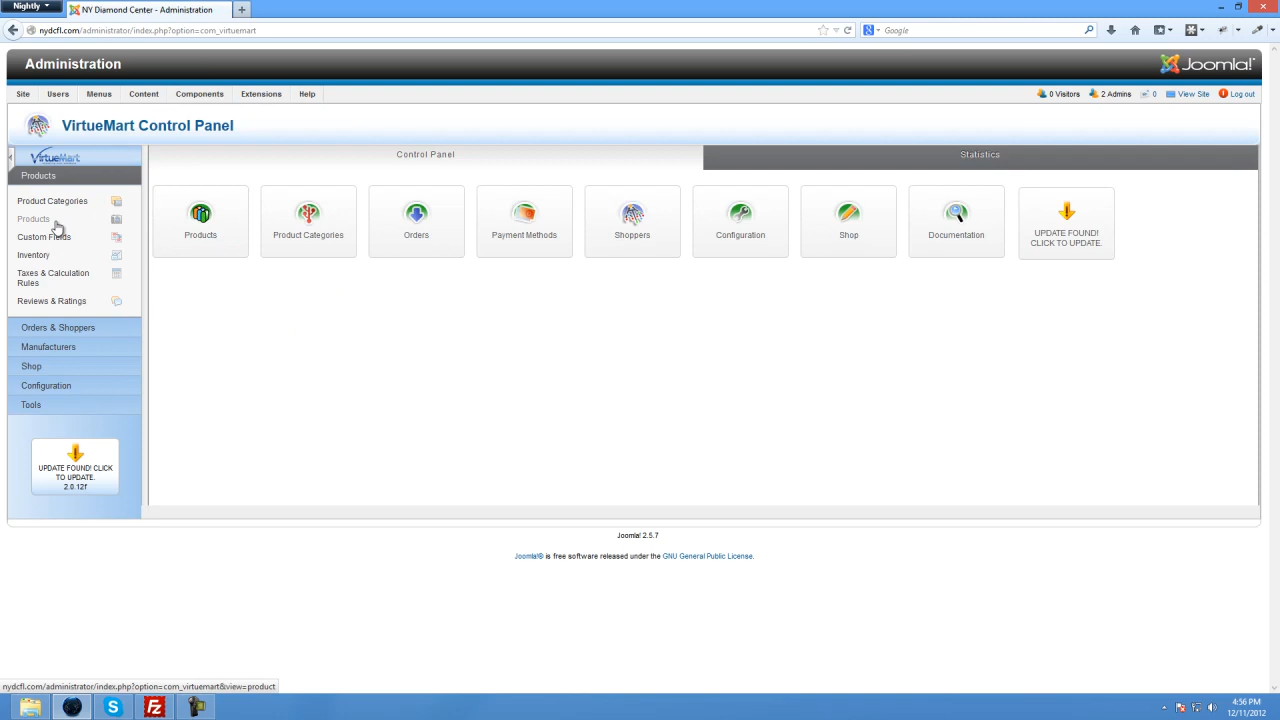 Nightly
NY Diamond Center - Administration
nydcfl.com/administrator/index.php?option=com_virtuemart
Google
Administration
Joomla!
Site Users Menus Content Components Extensions Help
0 Visitors 2 Admins 0 View Site Log out
VirtueMart Control Panel
VirtueMart
Products
Product Categories
Products
Custom Fields
Inventory
Taxes & Calculation
Rules
Reviews & Ratings
Orders & Shoppers
Manufacturers
Shop
Configuration
Tools
UPDATE FOUND! CLICK
TO UPDATE.
2.0.12f
Control Panel
Statistics
Products
Product Categories
Orders
Payment Methods
Shoppers
Configuration
Shop
Documentation
UPDATE FOUND!
CLICK TO UPDATE.
Joomla! 2.5.7
Joomla!® is free software released under the GNU General Public License.
nydcfl.com/administrator/index.php?option=com_virtuemart&view=product
4:56 PM
12/11/2012